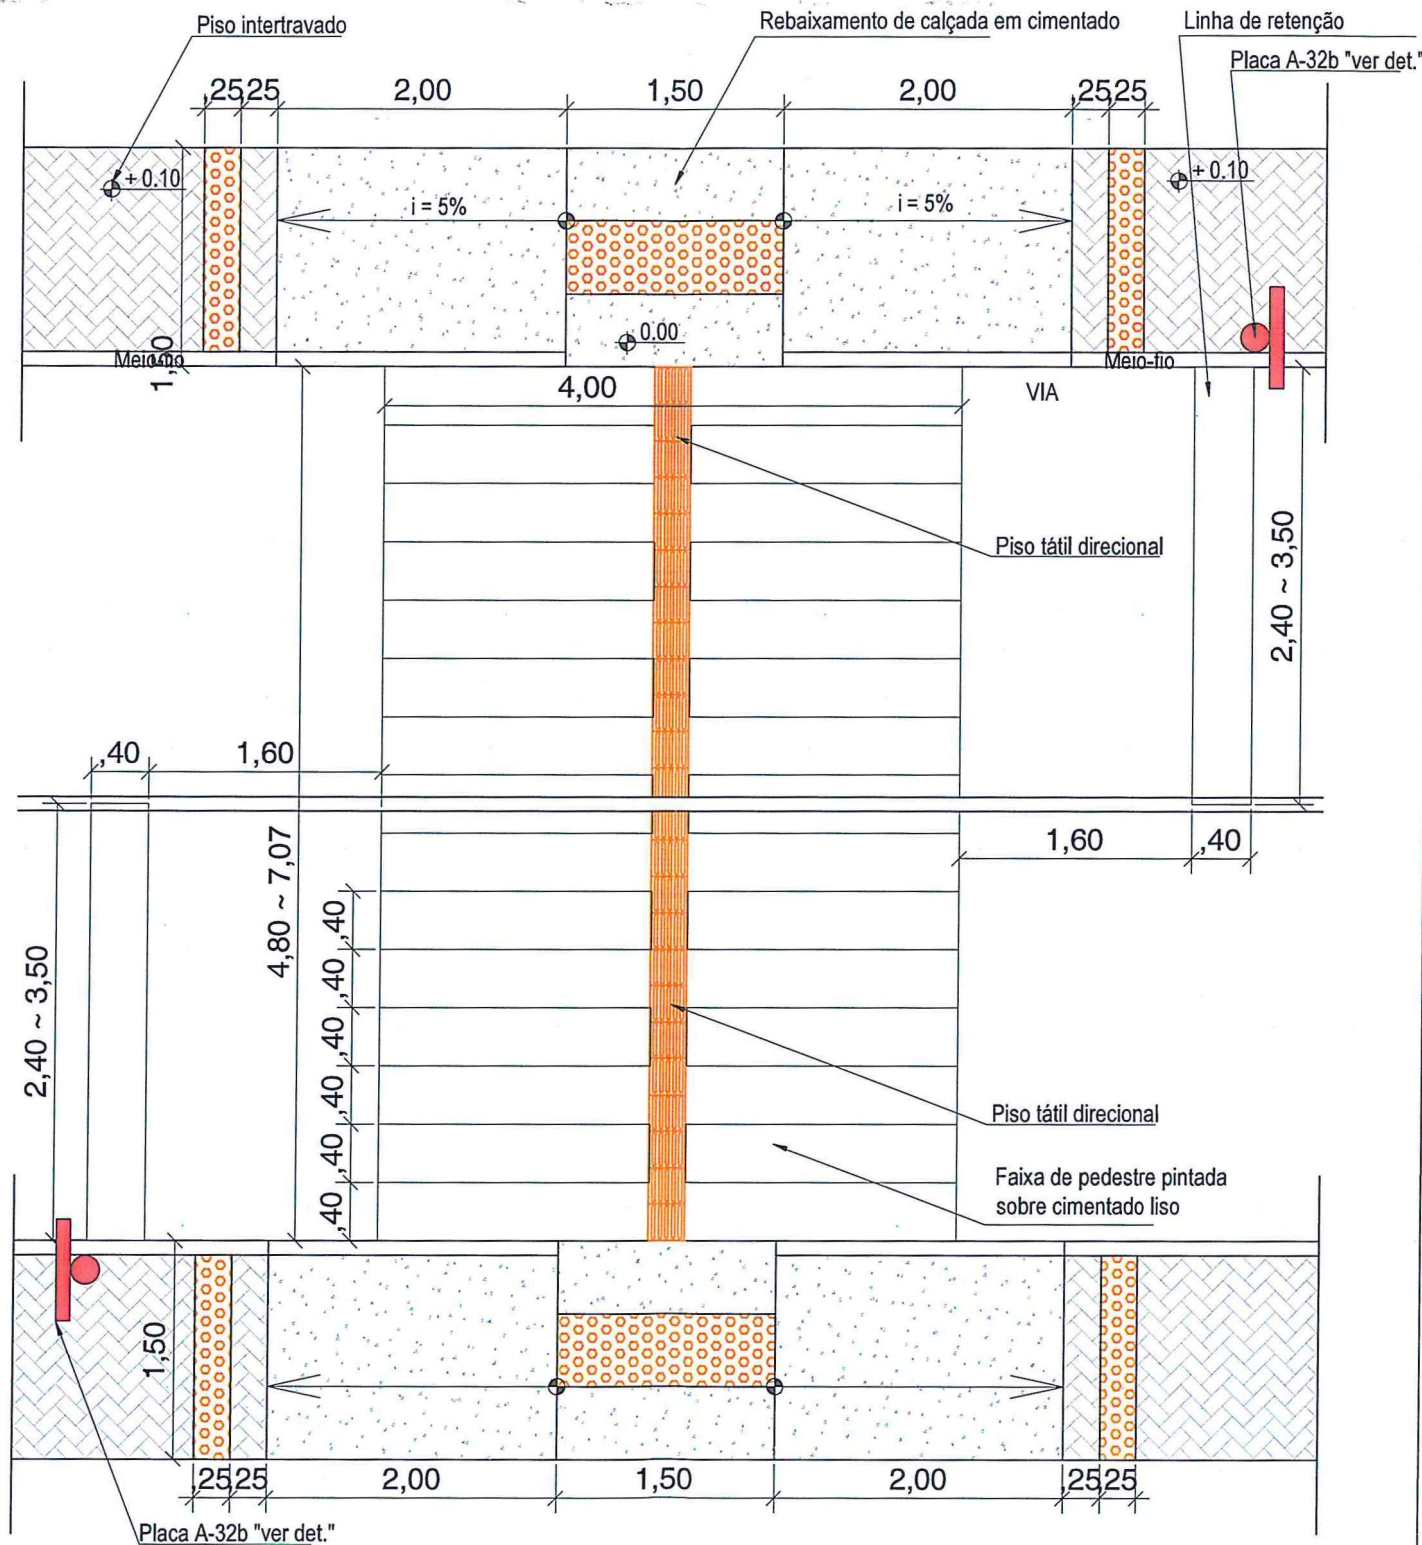 Piso intertravado
Rebaixamento de calçada em cimentado
Linha de retenção
Placa A-32b "ver det."
,25 ,25 2,00 1,50 2,00 ,25 ,25
+ 0.10
+ 0.10
i = 5%
i = 5%
0.00
1,50
Meio-fio
Meio-fio
4,00
VIA
Piso tátil direcional
2,40 ~ 3,50
,40 1,60
1,60 ,40
4,80 ~ 7,07
2,40 ~ 3,50
,40
,40
,40
,40
,40
,40
Piso tátil direcional
Faixa de pedestre pintada
sobre cimentado liso
1,50
,25 ,25 2,00 1,50 2,00 ,25 ,25
Placa A-32b "ver det."